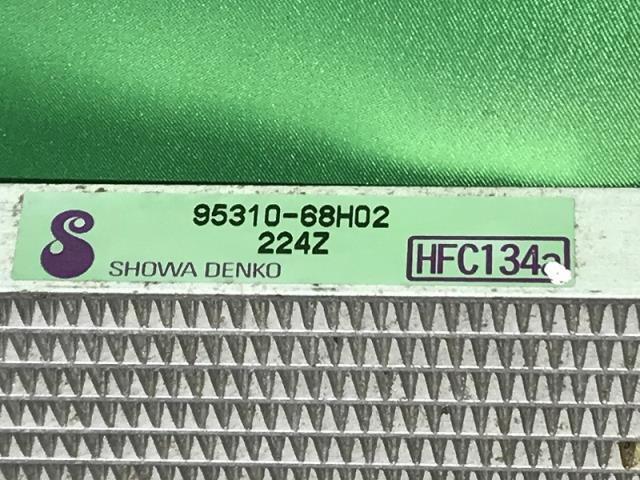 95310-68H02
224Z
SHOWA DENKO
HFC134a